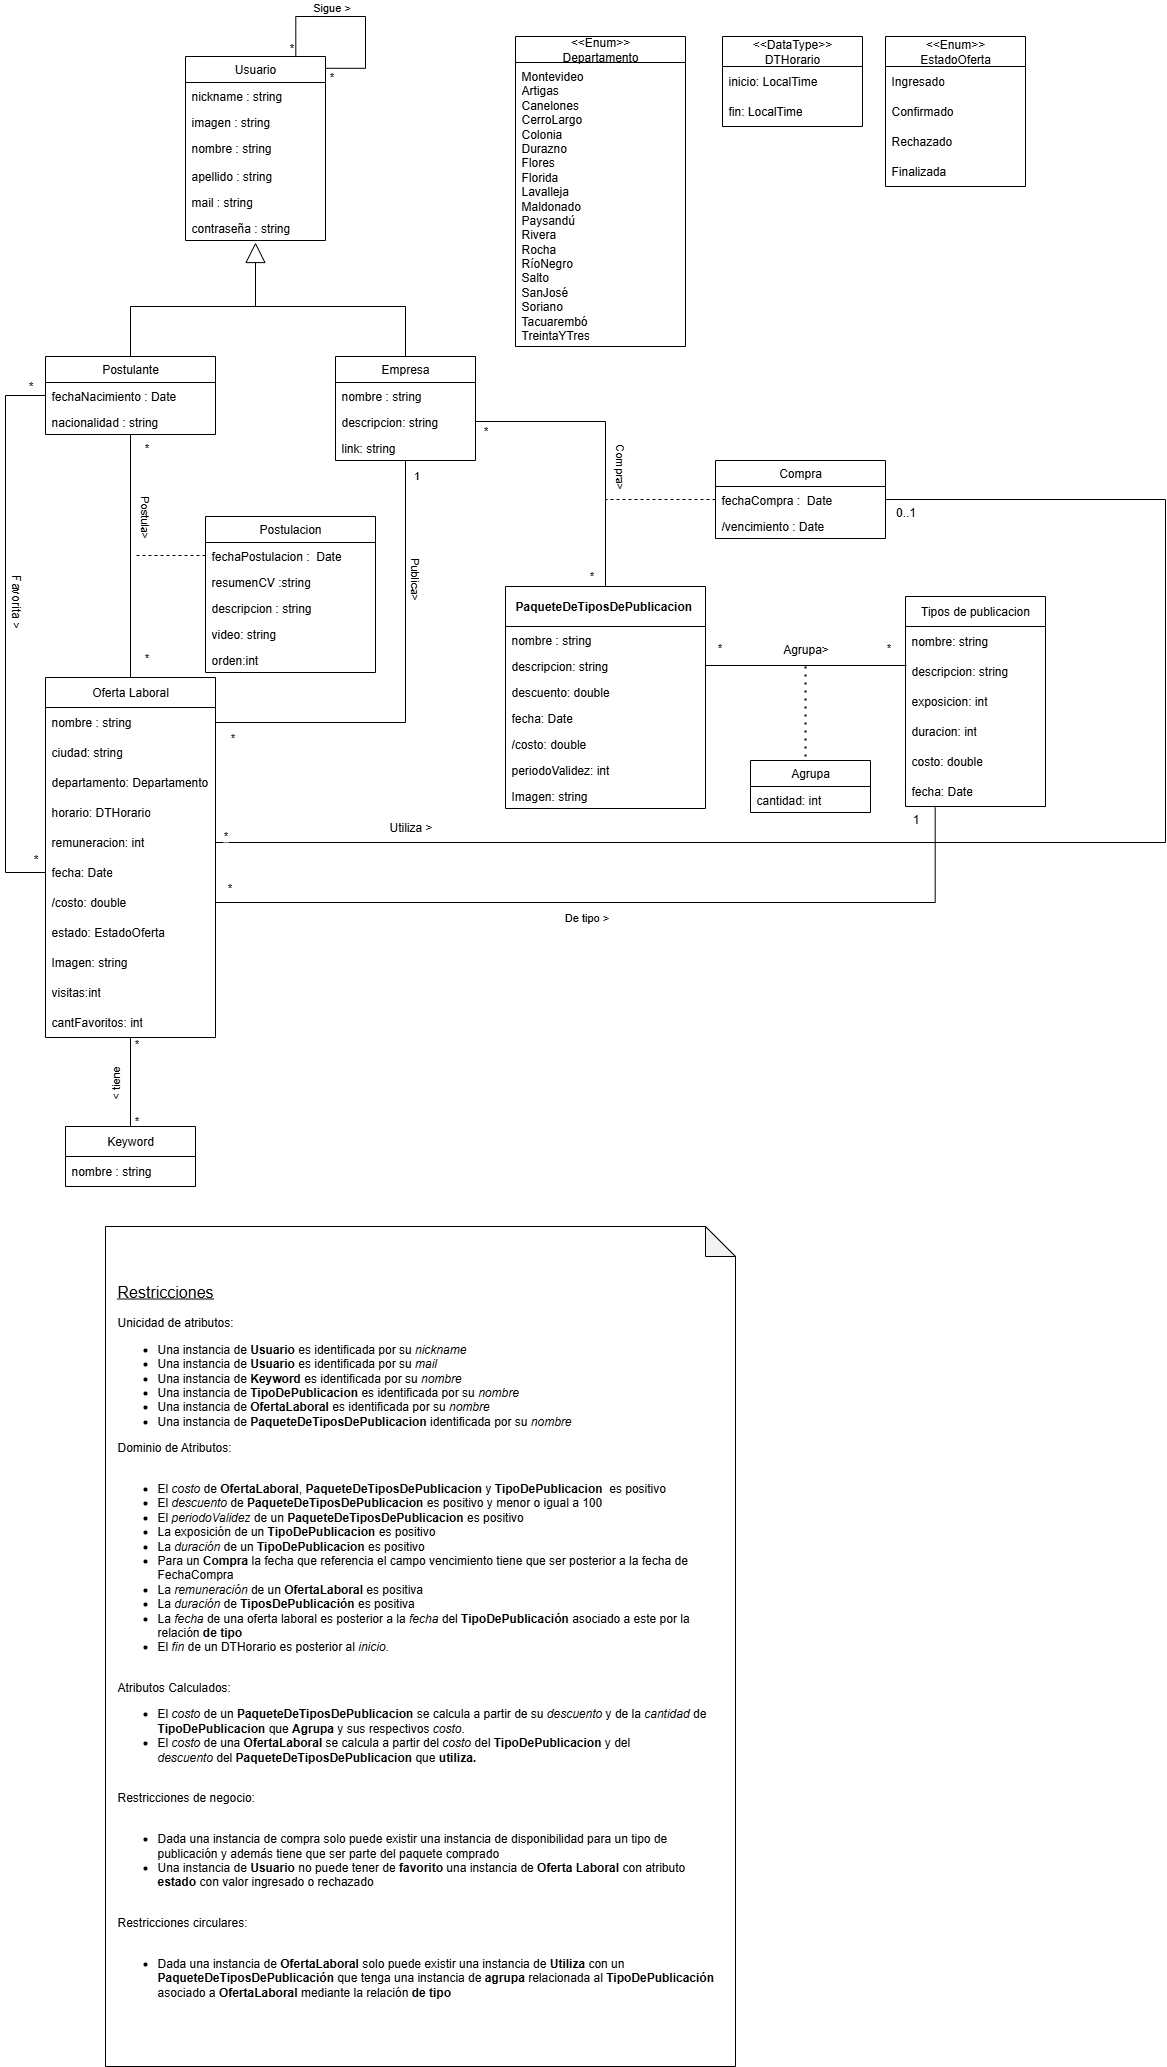 Sigue >
*
*
Usuario
nickname : string
imagen : string
nombre : string
apellido : string
mail : string
contraseña : string
<<Enum>>
Departamento
Montevideo
Artigas
Canelones
CerroLargo
Colonia
Durazno
Flores
Florida
Lavalleja
Maldonado
Paysandú
Rivera
Rocha
RíoNegro
Salto
SanJosé
Soriano
Tacuarembó
TreintaYTres
<<DataType>>
DTHorario
inicio: LocalTime
fin: LocalTime
<<Enum>>
EstadoOferta
Ingresado
Confirmado
Rechazado
Finalizada
*
Postulante
fechaNacimiento : Date
nacionalidad : string
*
Empresa
nombre : string
descripcion: string
link: string
*
1
Compra>
Compra
fechaCompra :  Date
/vencimiento : Date
0..1
Postula>
Postulacion
fechaPostulacion :  Date
resumenCV :string
descripcion : string
video: string
orden:int
Publica>
Favorita >
*
*
PaqueteDeTiposDePublicacion
nombre : string
descripcion: string
descuento: double
fecha: Date
/costo: double
periodoValidez: int
Imagen: string
*
Agrupa>
*
Agrupa
cantidad: int
Tipos de publicacion
nombre: string
descripcion: string
exposicion: int
duracion: int
costo: double
fecha: Date
1
Oferta Laboral
nombre : string
ciudad: string
departamento: Departamento
horario: DTHorario
remuneracion: int
fecha: Date
/costo: double
estado: EstadoOferta
Imagen: string
visitas:int
cantFavoritos: int
*
*
Utiliza >
*
*
De tipo >
*
< tiene
*
Keyword
nombre : string
Restricciones
Unicidad de atributos:
• Una instancia de Usuario es identificada por su nickname
• Una instancia de Usuario es identificada por su mail
• Una instancia de Keyword es identificada por su nombre
• Una instancia de TipoDePublicacion es identificada por su nombre
• Una instancia de OfertaLaboral es identificada por su nombre
• Una instancia de PaqueteDeTiposDePublicacion identificada por su nombre
Dominio de Atributos:
• El costo de OfertaLaboral, PaqueteDeTiposDePublicacion y TipoDePublicacion  es positivo
• El descuento de PaqueteDeTiposDePublicacion es positivo y menor o igual a 100
• El periodoValidez de un PaqueteDeTiposDePublicacion es positivo
• La exposición de un TipoDePublicacion es positivo
• La duración de un TipoDePublicacion es positivo
• Para un Compra la fecha que referencia el campo vencimiento tiene que ser posterior a la fecha de
FechaCompra
• La remuneración de un OfertaLaboral es positiva
• La duración de TiposDePublicación es positiva
• La fecha de una oferta laboral es posterior a la fecha del TipoDePublicación asociado a este por la
relación de tipo
• El fin de un DTHorario es posterior al inicio.
Atributos Calculados:
• El costo de un PaqueteDeTiposDePublicacion se calcula a partir de su descuento y de la cantidad de
TipoDePublicacion que Agrupa y sus respectivos costo.
• El costo de una OfertaLaboral se calcula a partir del costo del TipoDePublicacion y del
descuento del PaqueteDeTiposDePublicacion que utiliza.
Restricciones de negocio:
• Dada una instancia de compra solo puede existir una instancia de disponibilidad para un tipo de
publicación y además tiene que ser parte del paquete comprado
• Una instancia de Usuario no puede tener de favorito una instancia de Oferta Laboral con atributo
estado con valor ingresado o rechazado
Restricciones circulares:
• Dada una instancia de OfertaLaboral solo puede existir una instancia de Utiliza con un
PaqueteDeTiposDePublicación que tenga una instancia de agrupa relacionada al TipoDePublicación
asociado a OfertaLaboral mediante la relación de tipo